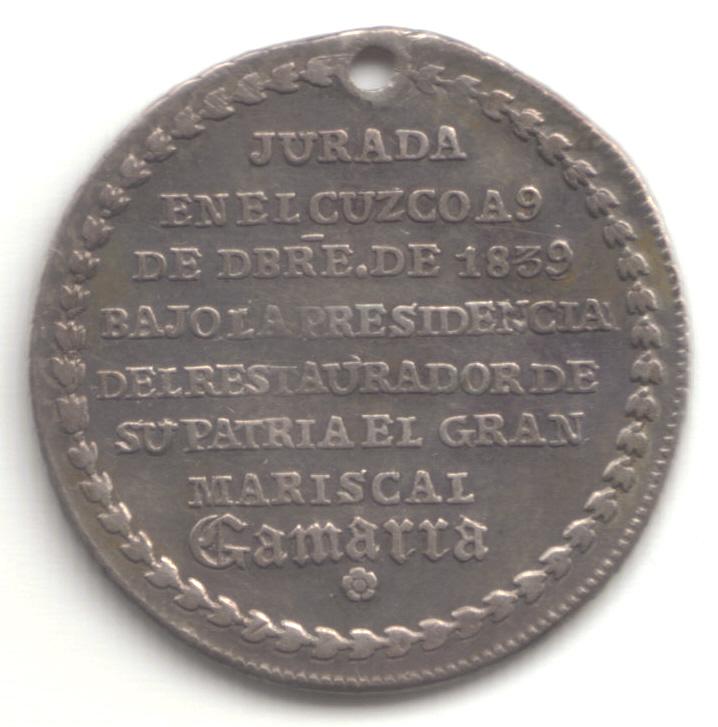 JURADA
EN EL CUZCO A 9
DE DBR̅E. DE 1839
BAJO LA PRESIDENCIA
DEL RESTAURADOR DE
SU PATRIA EL GRAN
MARISCAL
Gamarra